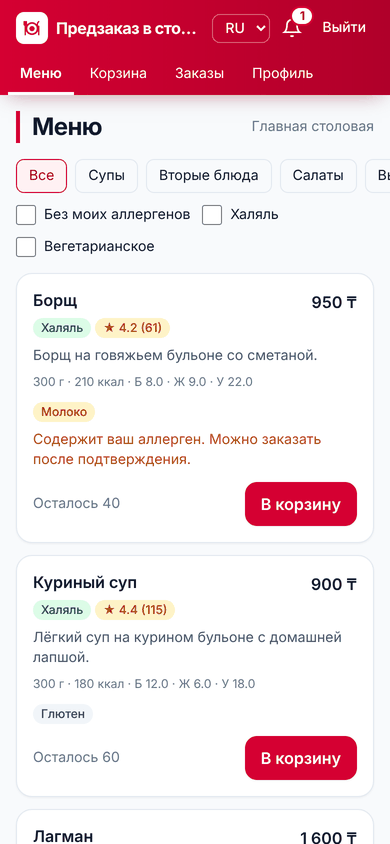 Предзаказ в сто...
RU
1
Выйти
Меню
Корзина
Заказы
Профиль
Меню
Главная столовая
Все
Супы
Вторые блюда
Салаты
Без моих аллергенов
Халяль
Вегетарианское
Борщ
950 ₸
Халяль
★ 4.2 (61)
Борщ на говяжьем бульоне со сметаной.
300 г · 210 ккал · Б 8.0 · Ж 9.0 · У 22.0
Молоко
Содержит ваш аллерген. Можно заказать
после подтверждения.
Осталось 40
В корзину
Куриный суп
900 ₸
Халяль
★ 4.4 (115)
Лёгкий суп на курином бульоне с домашней
лапшой.
300 г · 180 ккал · Б 12.0 · Ж 6.0 · У 18.0
Глютен
Осталось 60
В корзину
Лагман
1 600 ₸